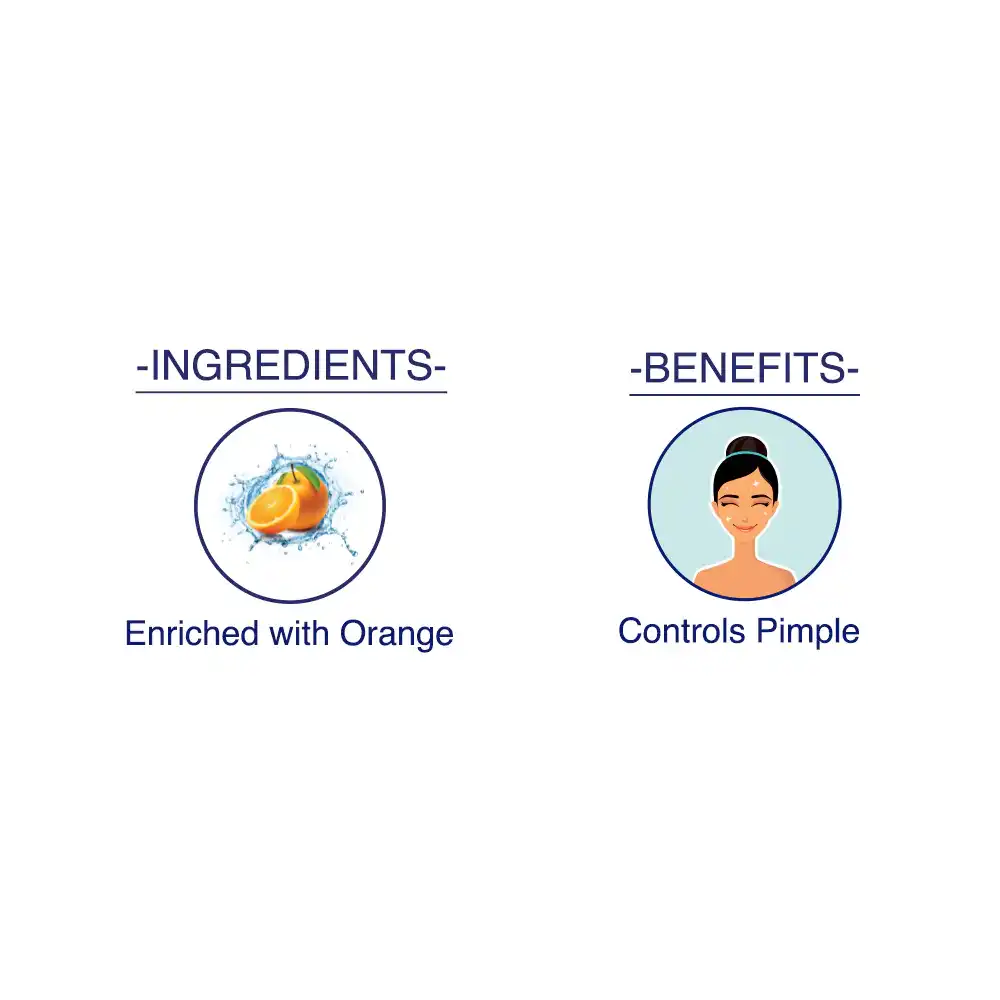 -INGREDIENTS-
Enriched with Orange
-BENEFITS-
Controls Pimple